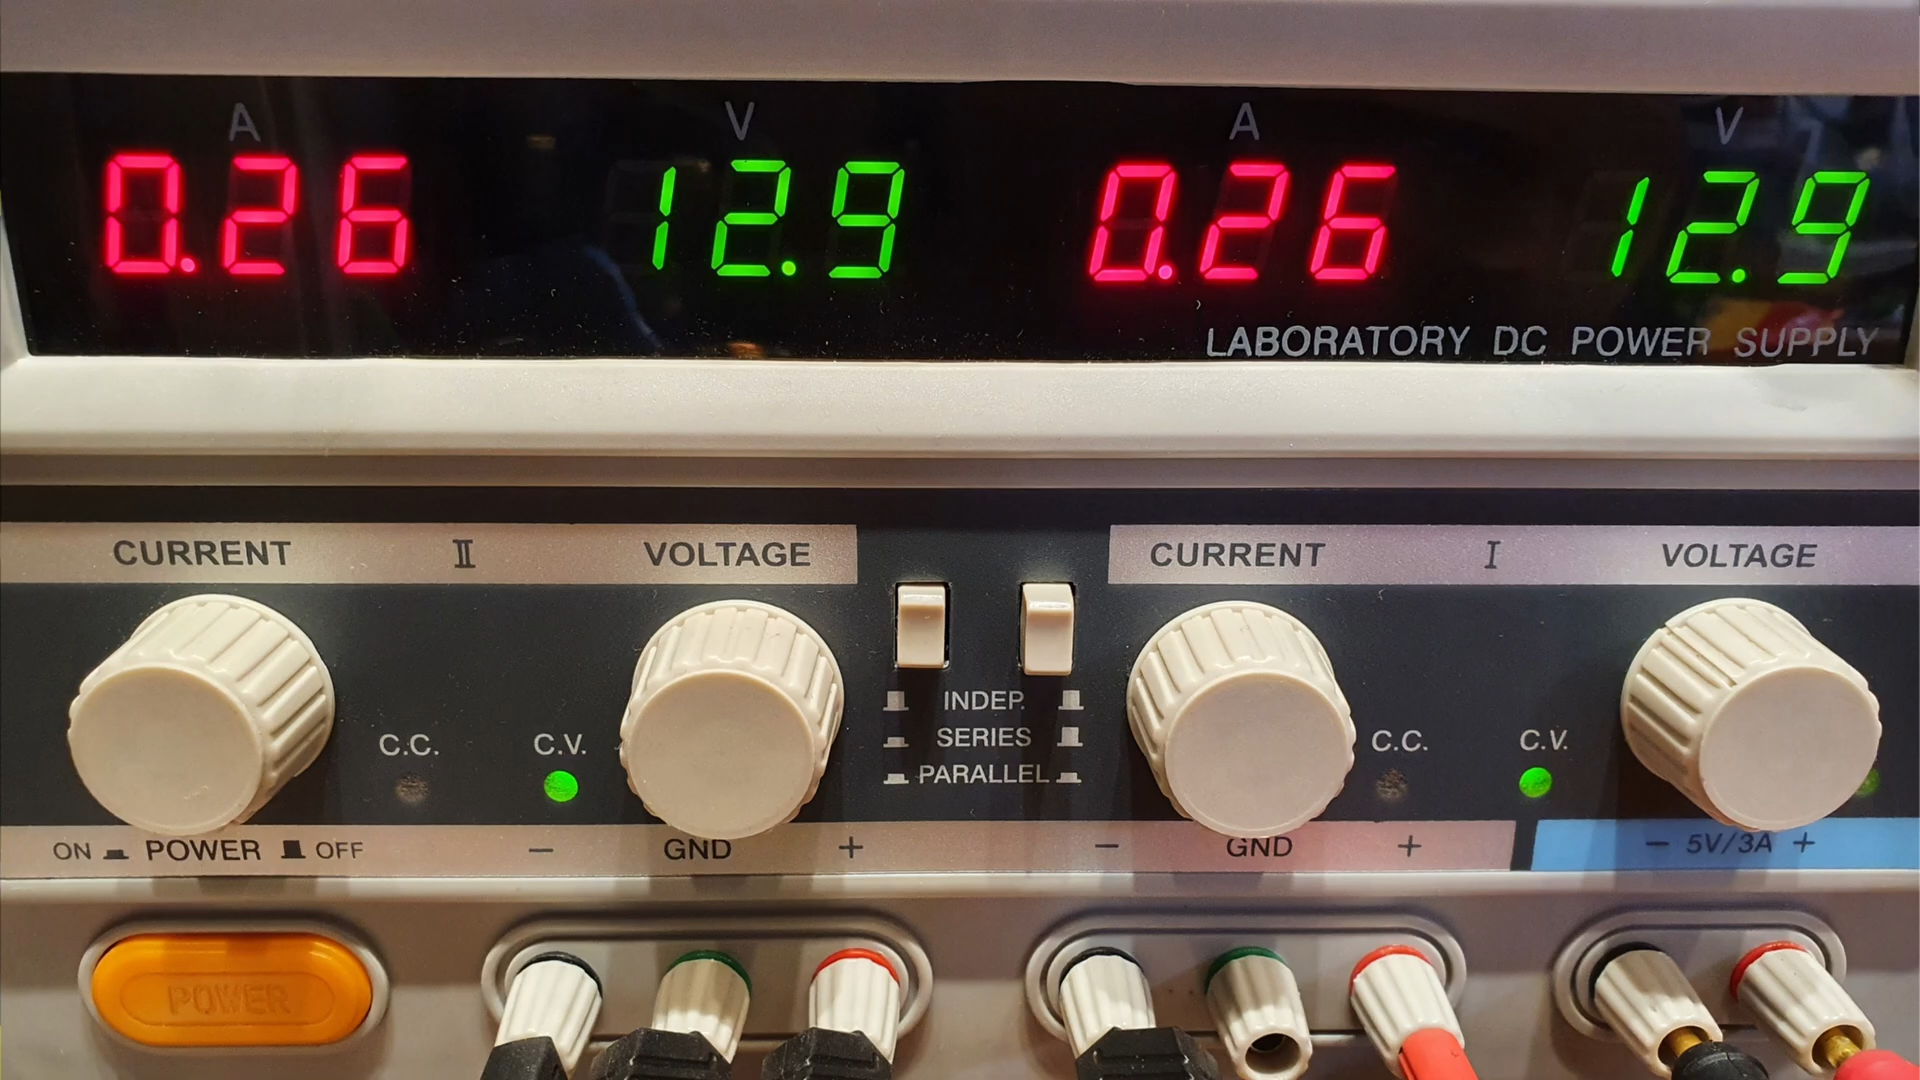 A V A V
0.26 12.9 0.26 12.9
LABORATORY DC POWER SUPPLY
CURRENT II VOLTAGE CURRENT I VOLTAGE
INDEP.
SERIES
PARALLEL
C.C. C.V. C.C. C.V.
ON POWER OFF - GND + - GND + - 5V/3A +
POWER